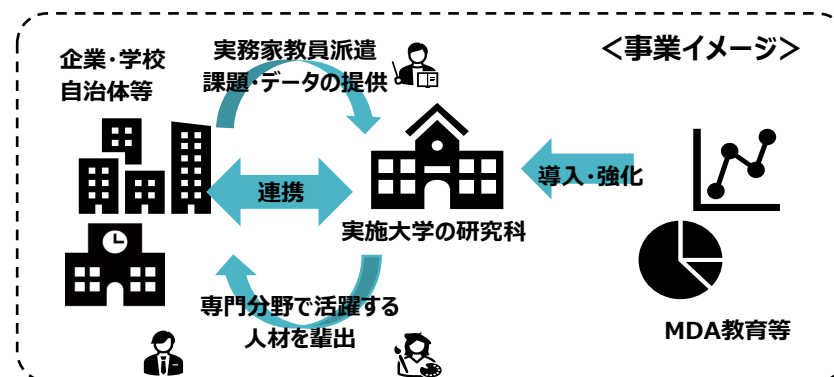 <事業イメージ>
企業・学校
自治体等
実務家教員派遣
課題・データの提供
連携
実施大学の研究科
導入・強化
専門分野で活躍する
人材を輩出
MDA教育等